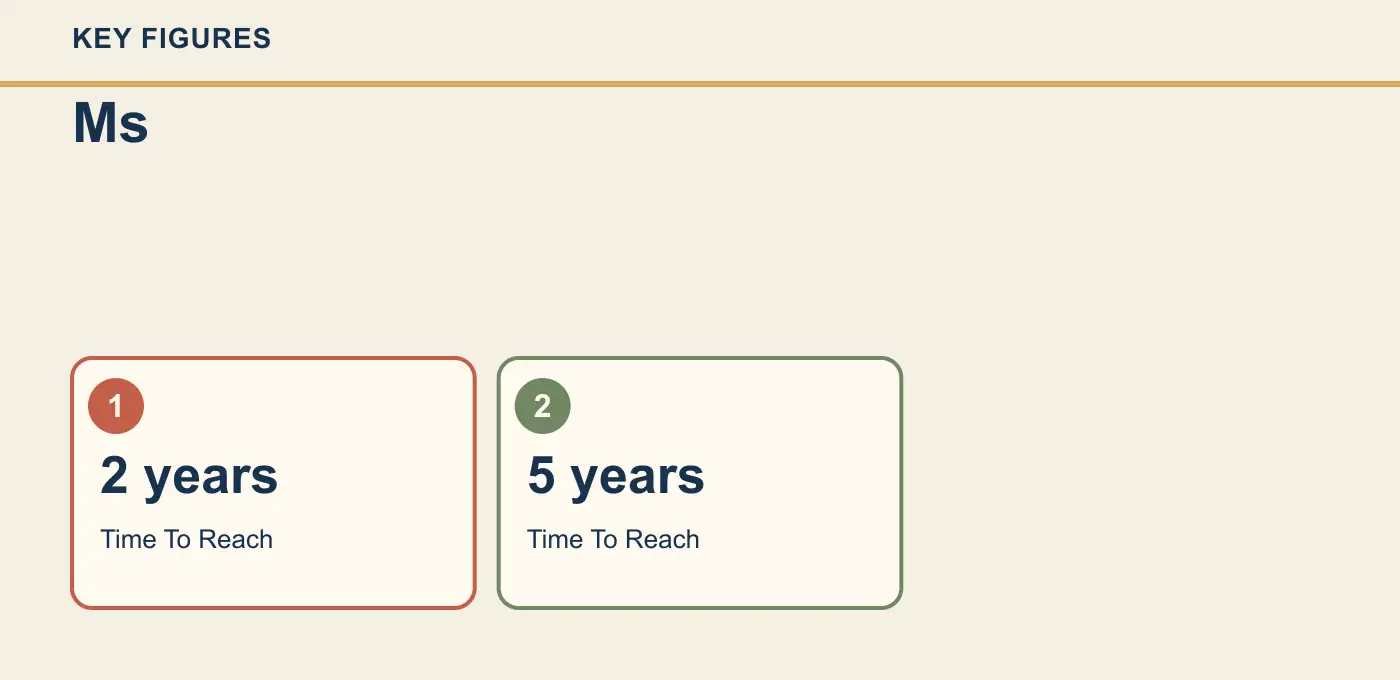 KEY FIGURES
Ms
1
2 years
Time To Reach
2
5 years
Time To Reach